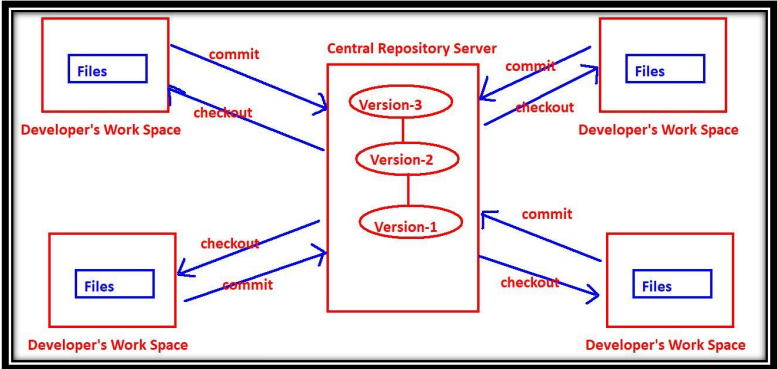 Central Repository Server
Files
commit
checkout
Developer's Work Space
Version-3
Version-2
Version-1
commit
checkout
Files
Developer's Work Space
checkout
commit
Files
Developer's Work Space
commit
checkout
Files
Developer's Work Space